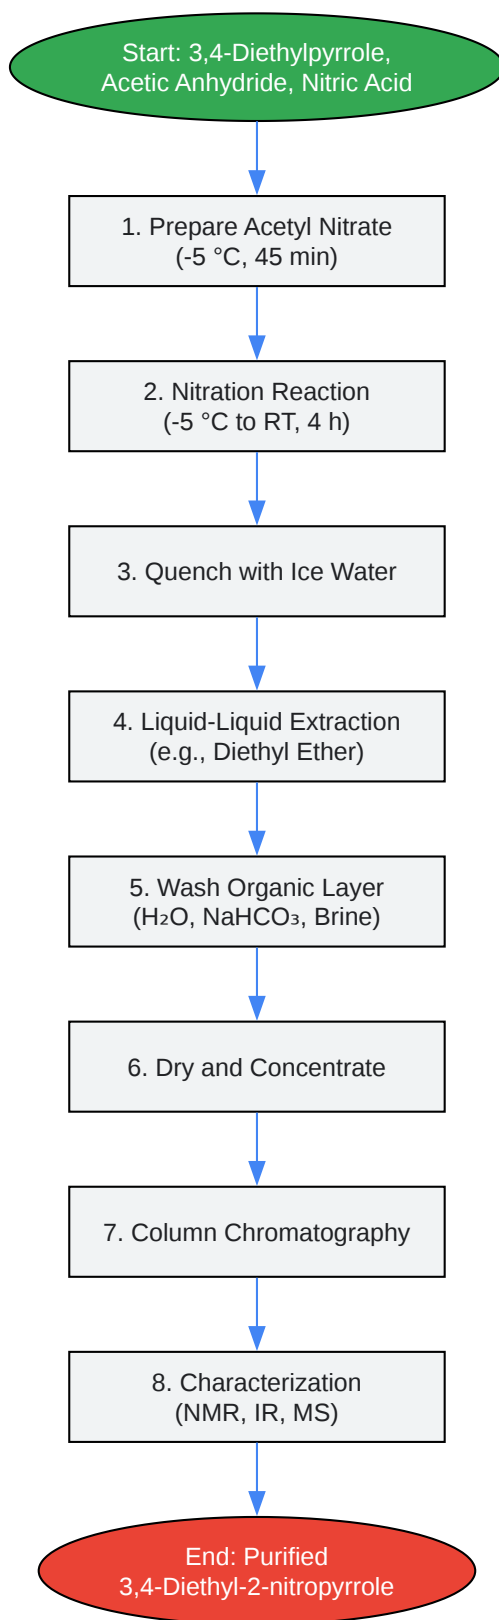 Start: 3,4-Diethylpyrrole,
Acetic Anhydride, Nitric Acid
1. Prepare Acetyl Nitrate
(-5 °C, 45 min)
2. Nitration Reaction
(-5 °C to RT, 4 h)
3. Quench with Ice Water
4. Liquid-Liquid Extraction
(e.g., Diethyl Ether)
5. Wash Organic Layer
(H₂O, NaHCO₃, Brine)
6. Dry and Concentrate
7. Column Chromatography
8. Characterization
(NMR, IR, MS)
End: Purified
3,4-Diethyl-2-nitropyrrole